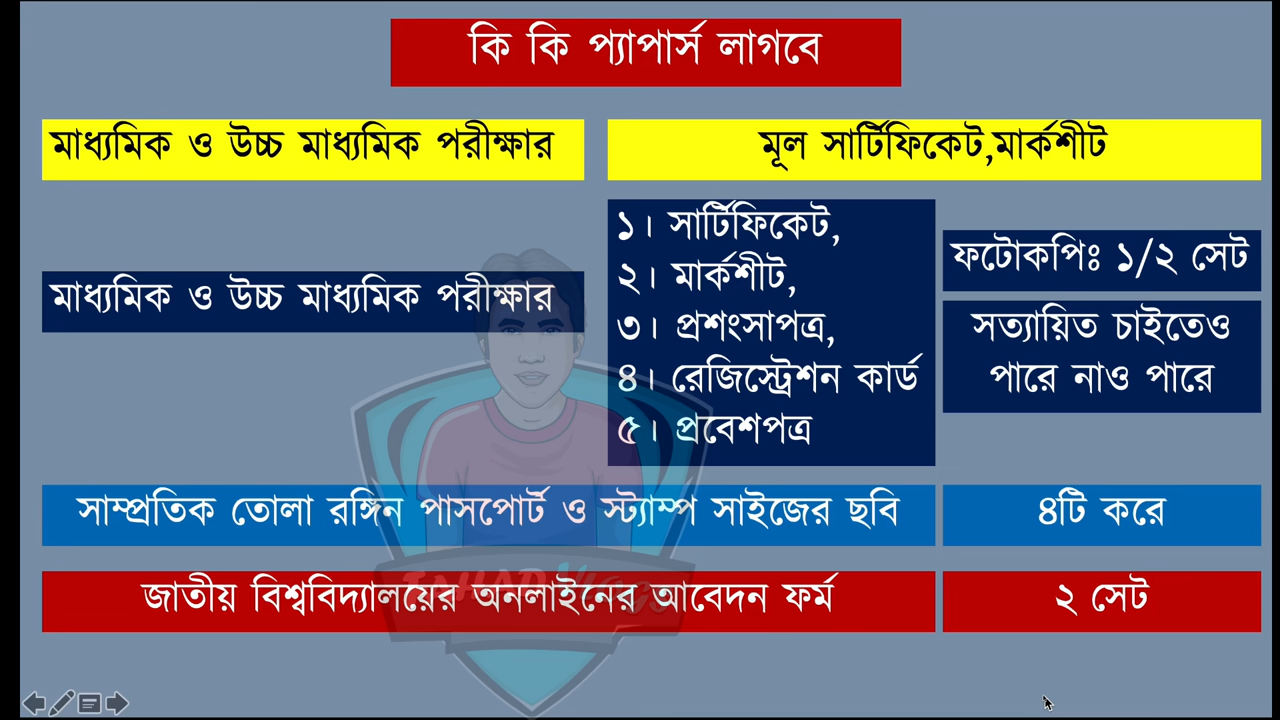 কি কি প্যাপার্স লাগবে
মাধ্যমিক ও উচ্চ মাধ্যমিক পরীক্ষার
মূল সার্টিফিকেট,মার্কশীট
মাধ্যমিক ও উচ্চ মাধ্যমিক পরীক্ষার
১। সার্টিফিকেট,
২। মার্কশীট,
৩। প্রশংসাপত্র,
৪। রেজিস্ট্রেশন কার্ড
৫। প্রবেশপত্র
ফটোকপিঃ ১/২ সেট
সত্যায়িত চাইতেও
পারে নাও পারে
সাম্প্রতিক তোলা রঙ্গিন পাসপোর্ট ও স্ট্যাম্প সাইজের ছবি
৪টি করে
জাতীয় বিশ্ববিদ্যালয়ের অনলাইনের আবেদন ফর্ম
২ সেট